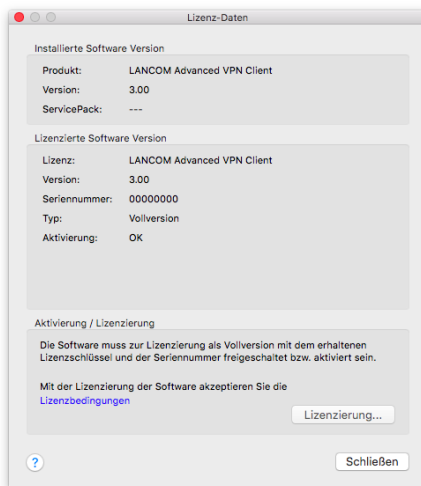 Lizenz-Daten
Installierte Software Version
Produkt: LANCOM Advanced VPN Client
Version: 3.00
ServicePack: ---
Lizenzierte Software Version
Lizenz: LANCOM Advanced VPN Client
Version: 3.00
Seriennummer: 00000000
Typ: Vollversion
Aktivierung: OK
Aktivierung / Lizenzierung
Die Software muss zur Lizenzierung als Vollversion mit dem erhaltenen
Lizenzschlüssel und der Seriennummer freigeschaltet bzw. aktiviert sein.
Mit der Lizenzierung der Software akzeptieren Sie die
Lizenzbedingungen
Lizenzierung...
?
Schließen